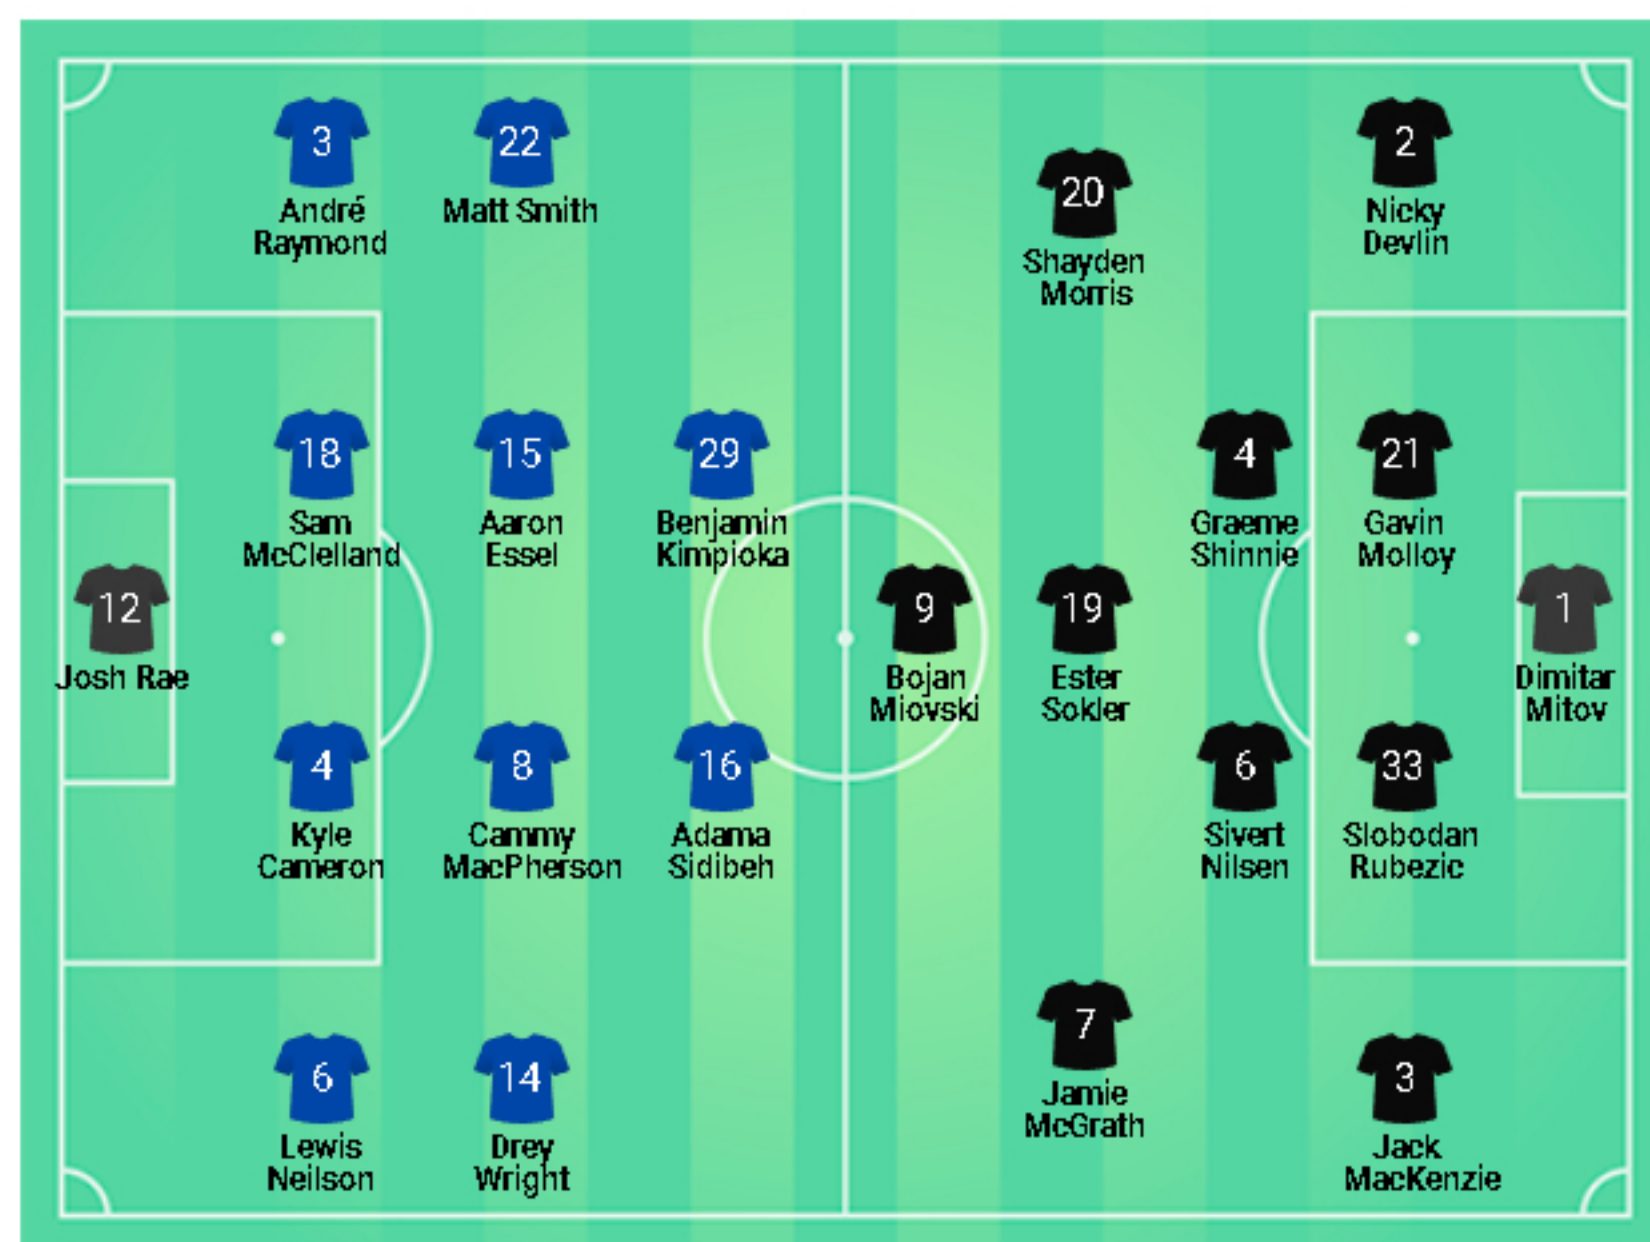 3
André
Raymond
22
Matt Smith
20
Shayden
Morris
2
Nicky
Devlin
18
Sam
McClelland
15
Aaron
Essel
29
Benjamin
Kimpioka
4
Graeme
Shinnie
21
Gavin
Molloy
12
Josh Rae
9
Bojan
Miovski
19
Ester
Sokler
1
Dimitar
Mitov
4
Kyle
Cameron
8
Cammy
MacPherson
16
Adama
Sidibeh
6
Sivert
Nilsen
33
Slobodan
Rubezic
6
Lewis
Neilson
14
Drey
Wright
7
Jamie
McGrath
3
Jack
MacKenzie